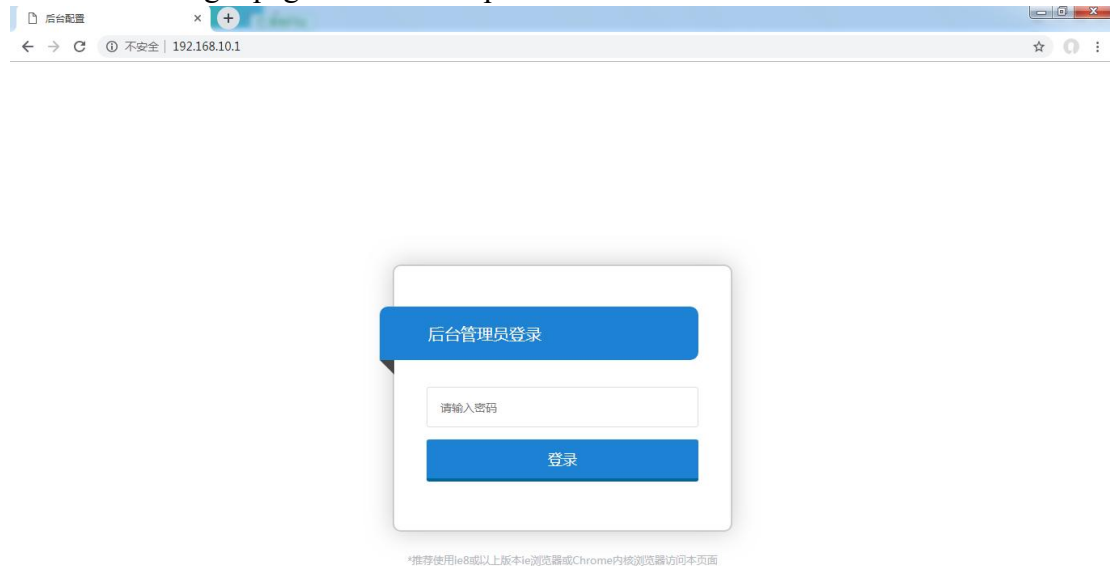 后台配置
不安全 | 192.168.10.1
后台管理员登录
请输入密码
登录
*推荐使用ie8或以上版本ie浏览器或Chrome内核浏览器访问本页面